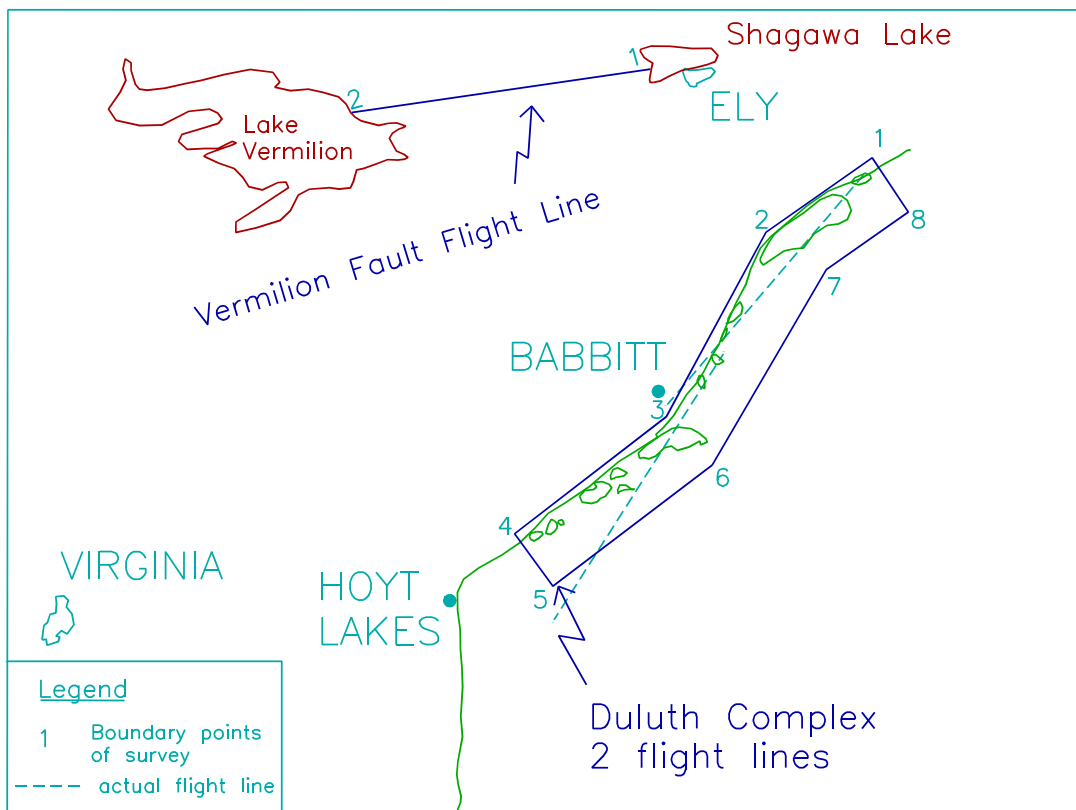 Shagawa Lake
1
ELY
2
Lake
Vermilion
Vermilion Fault Flight Line
1
2
8
7
BABBITT
3
6
4
5
VIRGINIA
HOYT
LAKES
Duluth Complex
2 flight lines
Legend
1 Boundary points
of survey
actual flight line